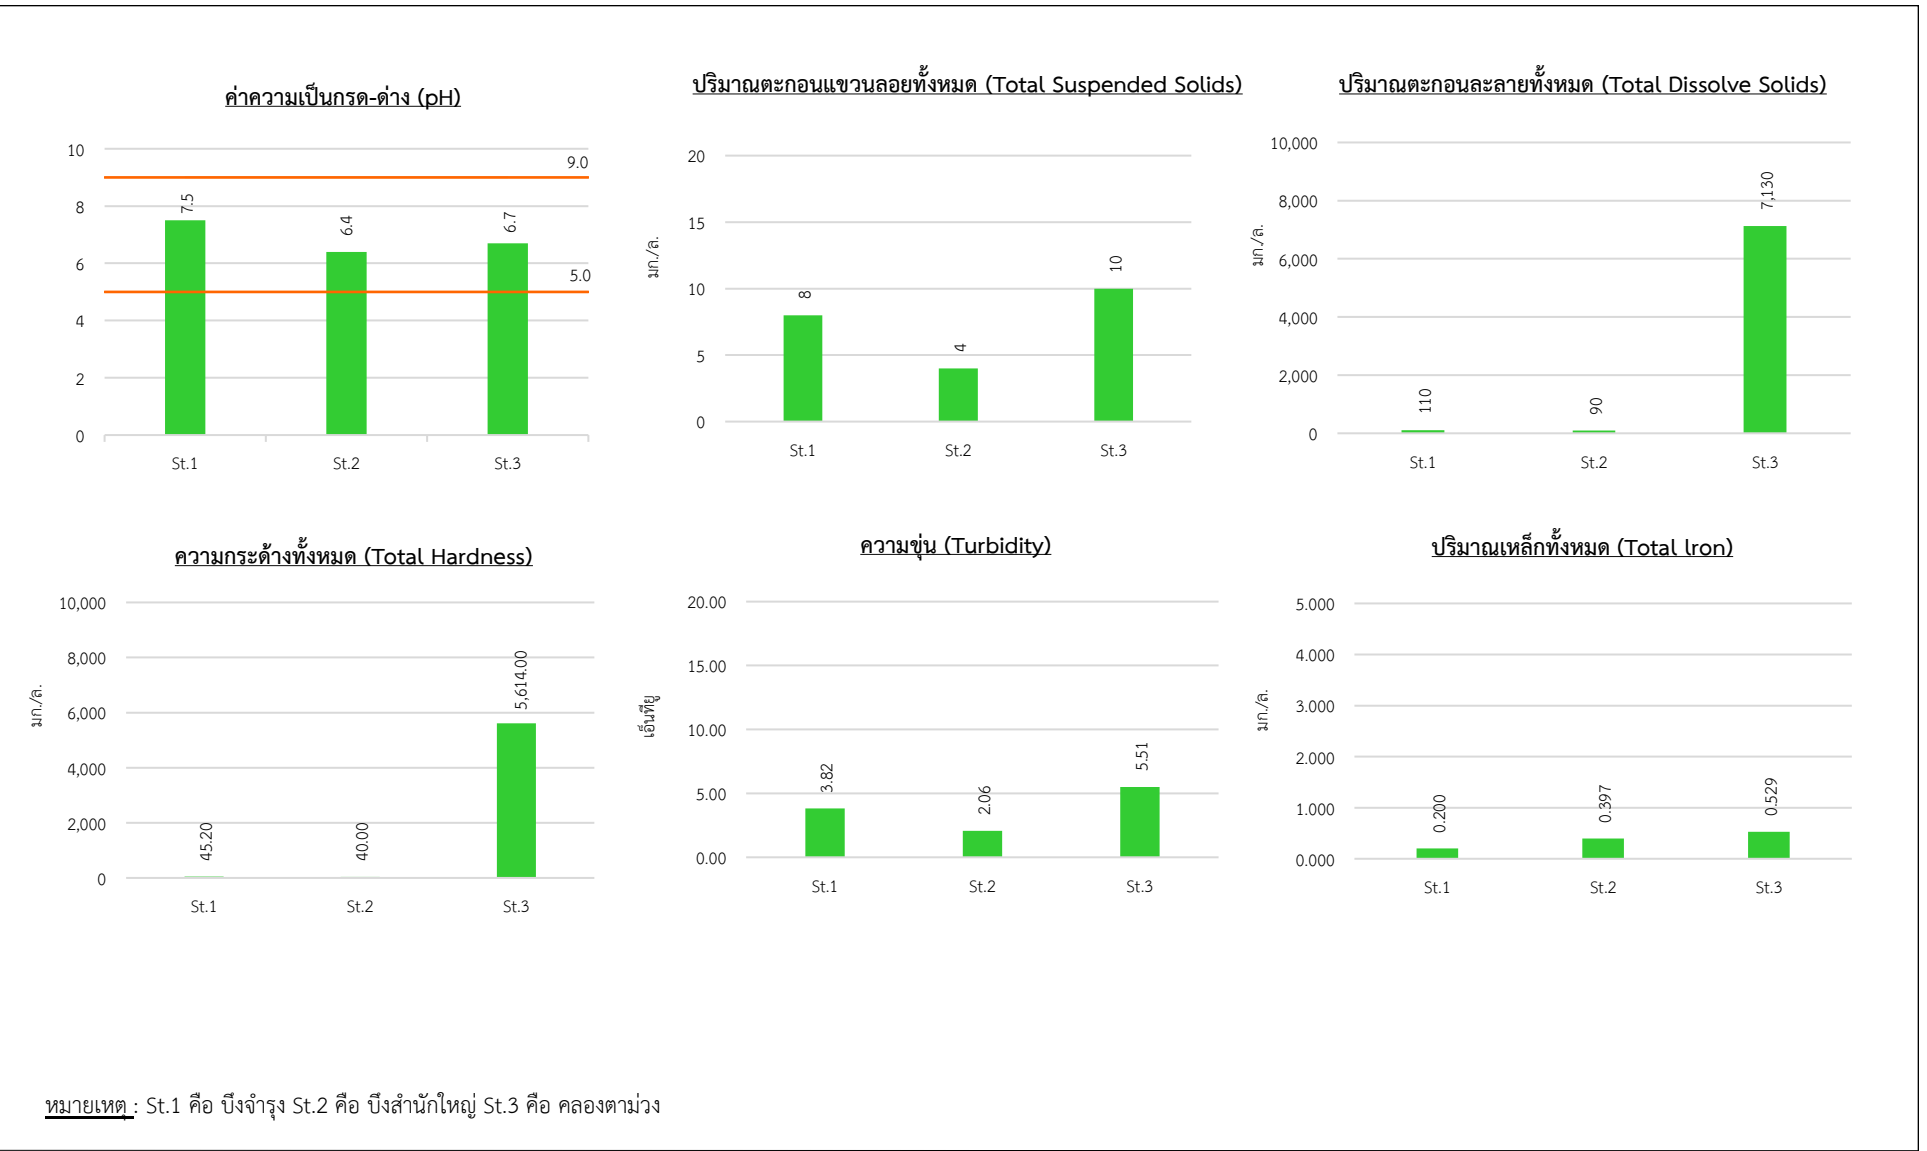 ค่าความเป็นกรด-ด่าง (pH)
10
8
6
4
2
0
9.0
5.0
7.5
6.4
6.7
St.1
St.2
St.3
ปริมาณตะกอนแขวนลอยทั้งหมด (Total Suspended Solids)
มก./ล.
20
15
10
5
0
8
4
10
St.1
St.2
St.3
ปริมาณตะกอนละลายทั้งหมด (Total Dissolve Solids)
มก./ล.
10,000
8,000
6,000
4,000
2,000
0
110
90
7,130
St.1
St.2
St.3
ความกระด้างทั้งหมด (Total Hardness)
มก./ล.
10,000
8,000
6,000
4,000
2,000
0
45.20
40.00
5,614.00
St.1
St.2
St.3
ความขุ่น (Turbidity)
เอ็นทียู
20.00
15.00
10.00
5.00
0.00
3.82
2.06
5.51
St.1
St.2
St.3
ปริมาณเหล็กทั้งหมด (Total lron)
มก./ล.
5.000
4.000
3.000
2.000
1.000
0.000
0.200
0.397
0.529
St.1
St.2
St.3
หมายเหตุ : St.1 คือ บึงจำรุง St.2 คือ บึงสำนักใหญ่ St.3 คือ คลองตาม่วง